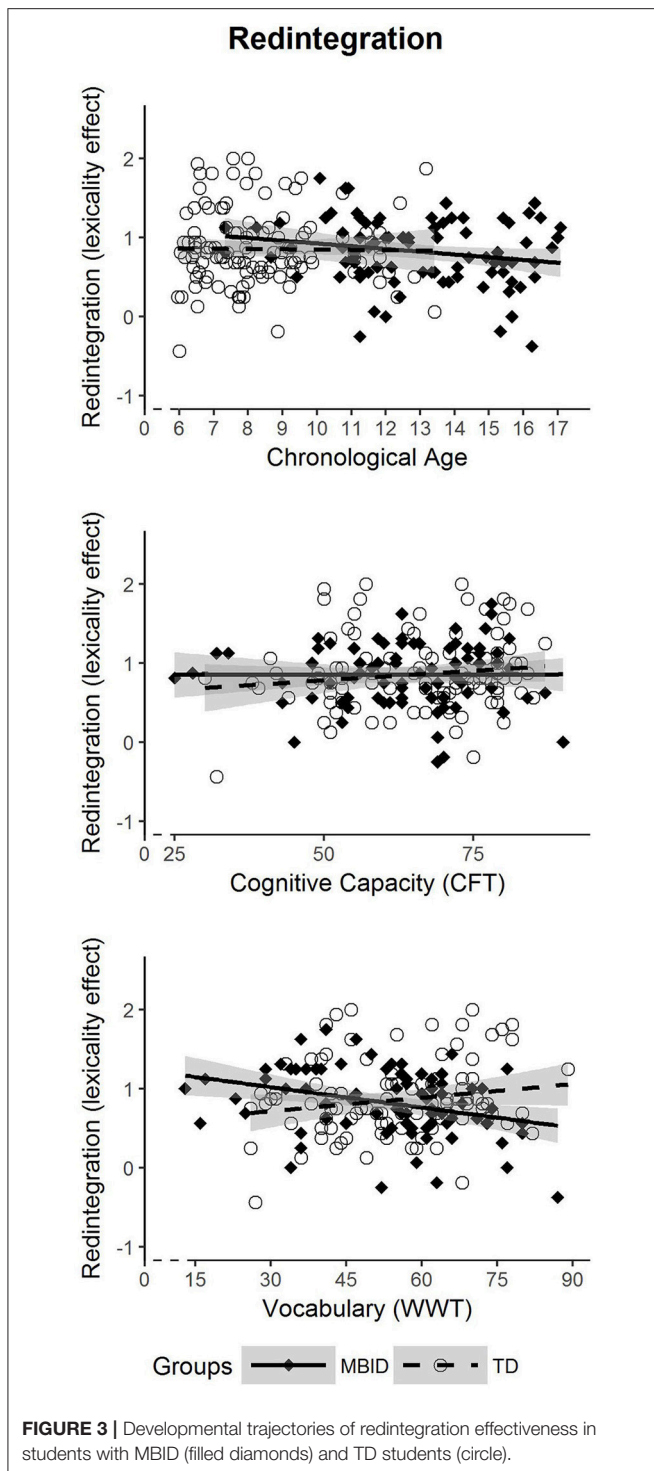 Redintegration
Redintegration (lexicality effect)
2
1
0
-1
0 6 7 8 9 10 11 12 13 14 15 16 17
Chronological Age
Redintegration (lexicality effect)
2
1
0
-1
0 25 50 75
Cognitive Capacity (CFT)
Redintegration (lexicality effect)
2
1
0
-1
0 15 30 45 60 75 90
Vocabulary (WWT)
Groups MBID TD
FIGURE 3 | Developmental trajectories of redintegration effectiveness in
students with MBID (filled diamonds) and TD students (circle).